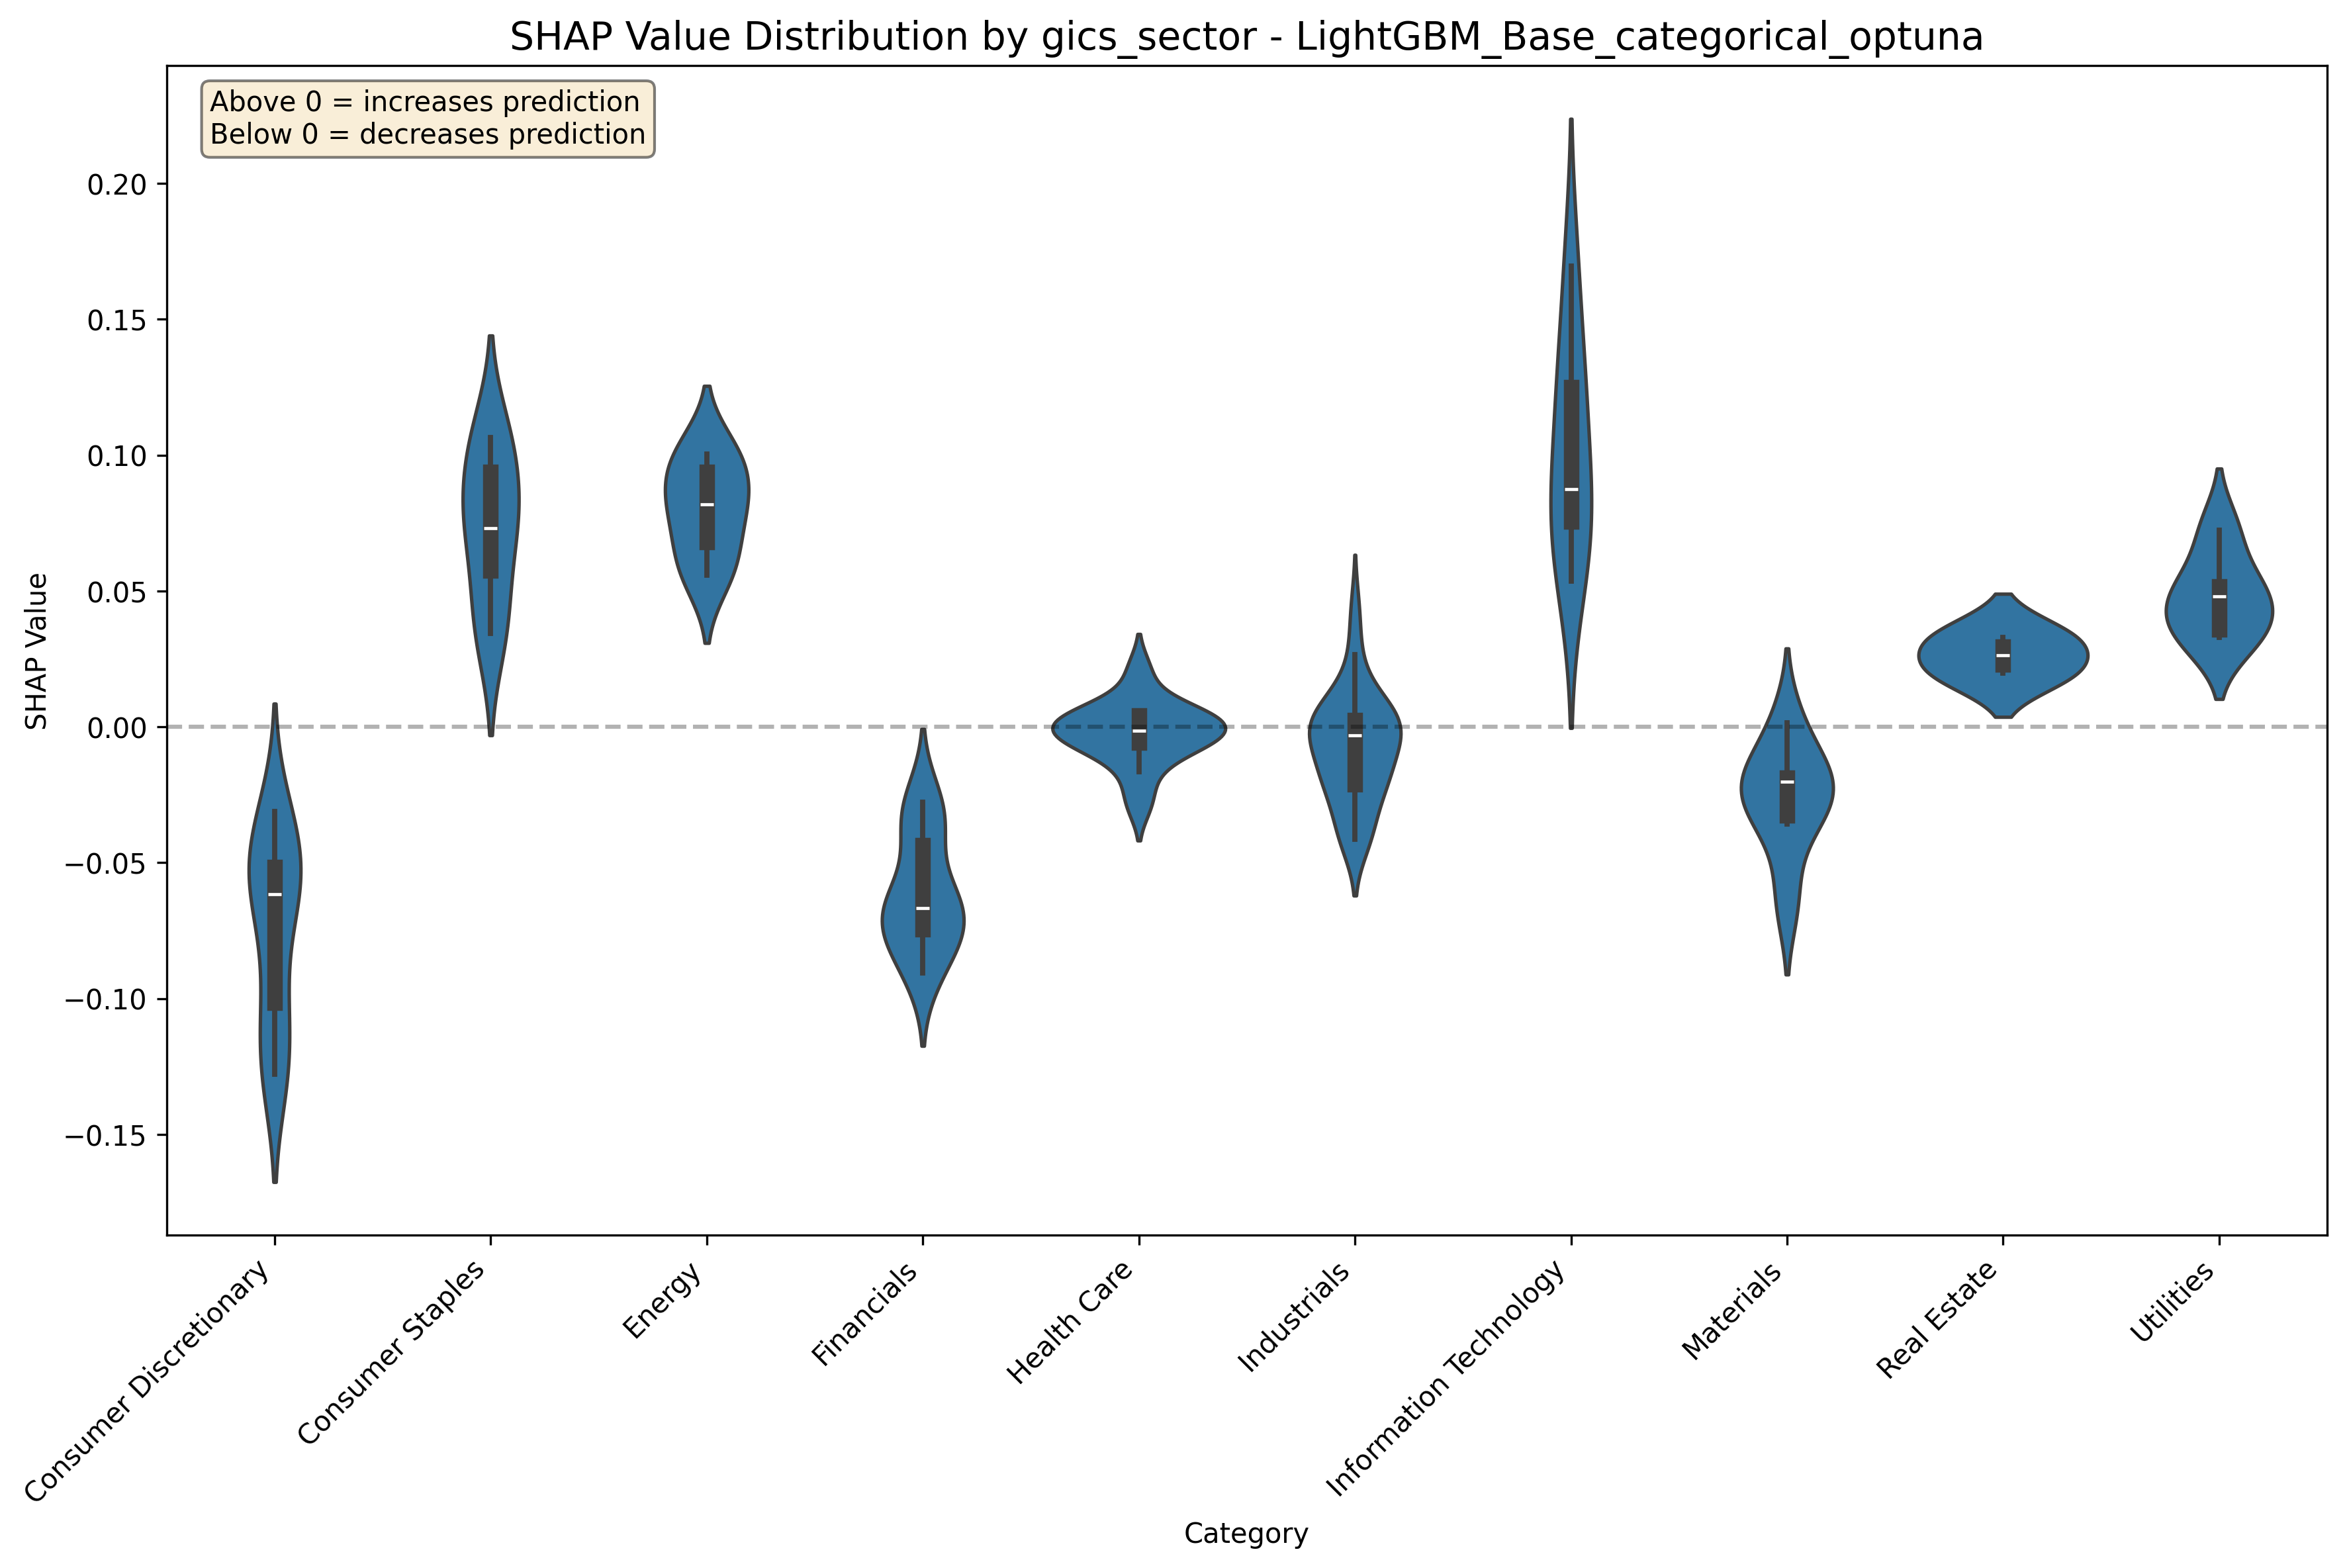 SHAP Value Distribution by gics_sector - LightGBM_Base_categorical_optuna
Above 0 = increases prediction
Below 0 = decreases prediction
SHAP Value
0.20
0.15
0.10
0.05
0.00
−0.05
−0.10
−0.15
Consumer Discretionary
Consumer Staples
Energy
Financials
Health Care
Industrials
Information Technology
Materials
Real Estate
Utilities
Category